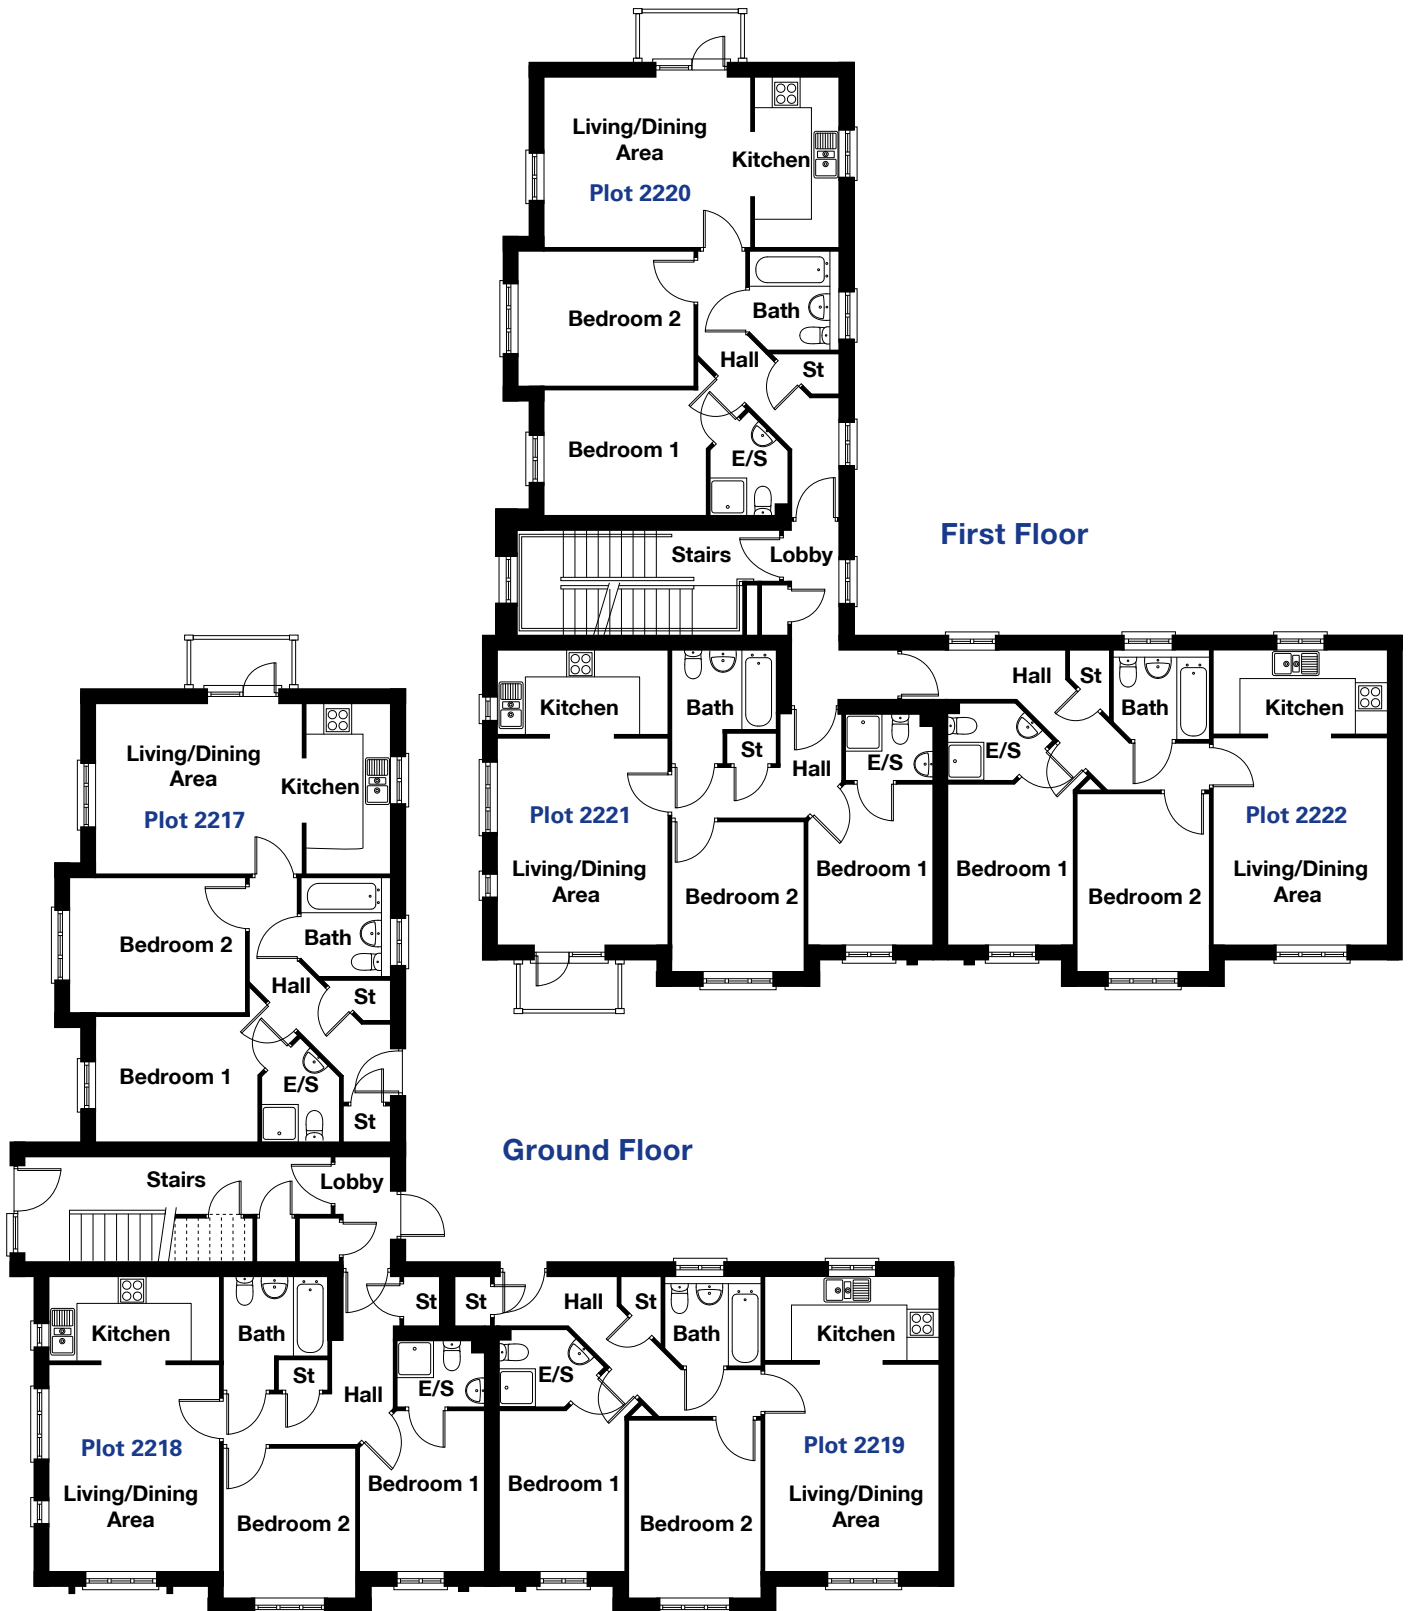 Living/Dining
Area
Kitchen
Plot 2220
Bedroom 2
Bath
Hall
St
Bedroom 1
E/S
Stairs
Lobby
First Floor
Kitchen
Bath
St
Hall
E/S
Plot 2221
Living/Dining
Area
Bedroom 2
Bedroom 1
Hall
St
Bath
Kitchen
E/S
Plot 2222
Bedroom 1
Bedroom 2
Living/Dining
Area
Living/Dining
Area
Kitchen
Plot 2217
Bedroom 2
Bath
Hall
St
Bedroom 1
E/S
St
Ground Floor
Stairs
Lobby
Kitchen
Bath
St
St
Hall
E/S
Plot 2218
Living/Dining
Area
Bedroom 2
Bedroom 1
St
Hall
St
Bath
Kitchen
E/S
Plot 2219
Bedroom 1
Bedroom 2
Living/Dining
Area